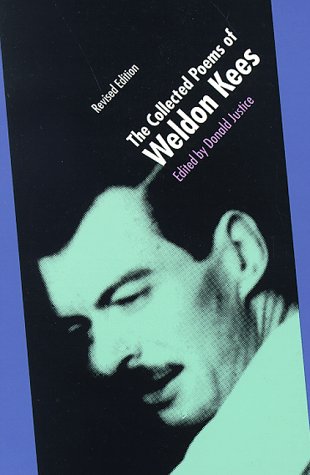 Revised Edition
The Collected Poems of
Weldon Kees
Edited by Donald Justice